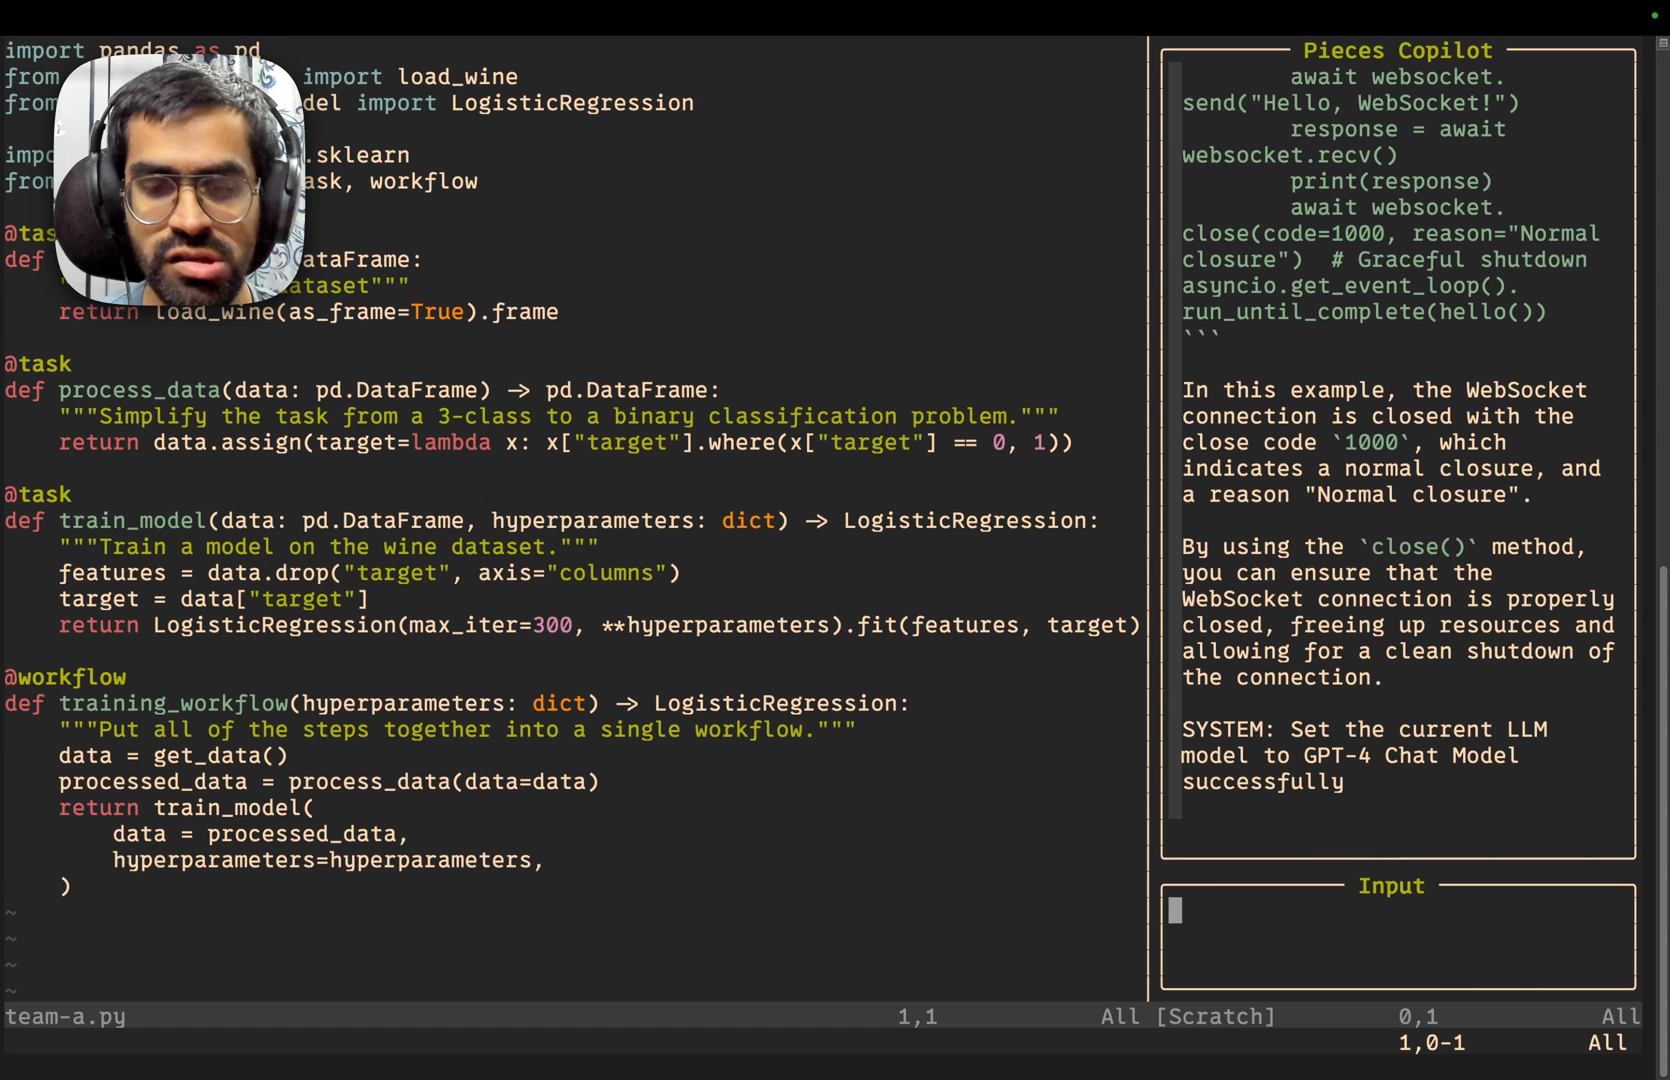 import pandas as pd
from import load_wine
from del import LogisticRegression
impo .sklearn
from ask, workflow
@tas
def ataFrame:
" ataset"""
return load_wine(as_frame=True).frame
@task
def process_data(data: pd.DataFrame) -> pd.DataFrame:
"""Simplify the task from a 3-class to a binary classification problem."""
return data.assign(target=lambda x: x["target"].where(x["target"] == 0, 1))
@task
def train_model(data: pd.DataFrame, hyperparameters: dict) -> LogisticRegression:
"""Train a model on the wine dataset."""
features = data.drop("target", axis="columns")
target = data["target"]
return LogisticRegression(max_iter=300, **hyperparameters).fit(features, target)
@workflow
def training_workflow(hyperparameters: dict) -> LogisticRegression:
"""Put all of the steps together into a single workflow."""
data = get_data()
processed_data = process_data(data=data)
return train_model(
data = processed_data,
hyperparameters=hyperparameters,
)
~
~
~
~
team-a.py 1,1 All
Pieces Copilot
await websocket.
send("Hello, WebSocket!")
response = await
websocket.recv()
print(response)
await websocket.
close(code=1000, reason="Normal
closure") # Graceful shutdown
asyncio.get_event_loop().
run_until_complete(hello())
```
In this example, the WebSocket
connection is closed with the
close code `1000`, which
indicates a normal closure, and
a reason "Normal closure".
By using the `close()` method,
you can ensure that the
WebSocket connection is properly
closed, freeing up resources and
allowing for a clean shutdown of
the connection.
SYSTEM: Set the current LLM
model to GPT-4 Chat Model
successfully
Input
[Scratch] 0,1 All
1,0-1 All